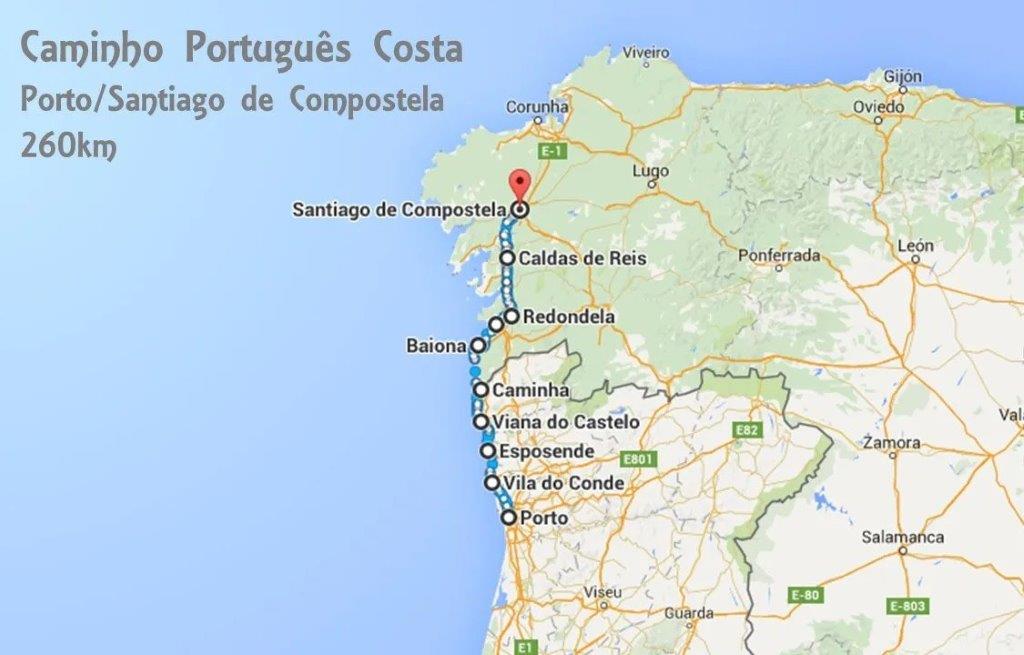 Caminho Português Costa
Porto/Santiago de Compostela
260km
Viveiro
Gijón
Corunha
Oviedo
E-1
Lugo
Santiago de Compostela
León
Ponferrada
Caldas de Reis
Redondela
Baiona
Caminha
Viana do Castelo
E82
Zamora
Esposende
E801
Vila do Conde
Porto
Salamanca
Viseu
E-80
E-803
Guarda
E1